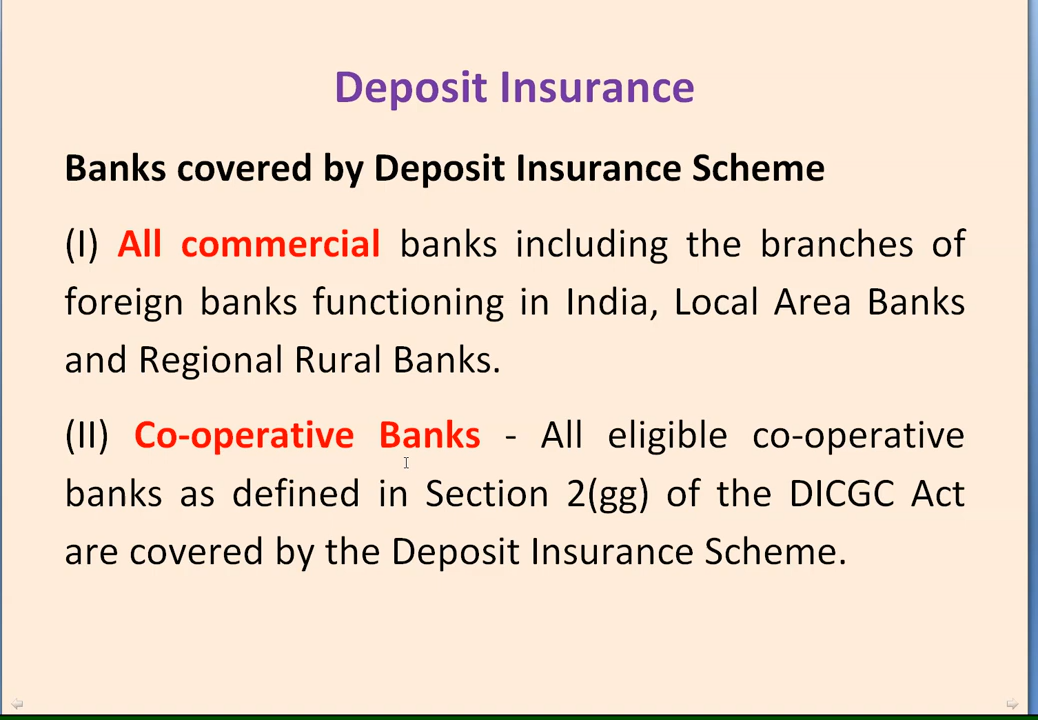 Deposit Insurance
Banks covered by Deposit Insurance Scheme
(I) All commercial banks including the branches of
foreign banks functioning in India, Local Area Banks
and Regional Rural Banks.
(II) Co-operative Banks - All eligible co-operative
banks as defined in Section 2(gg) of the DICGC Act
are covered by the Deposit Insurance Scheme.